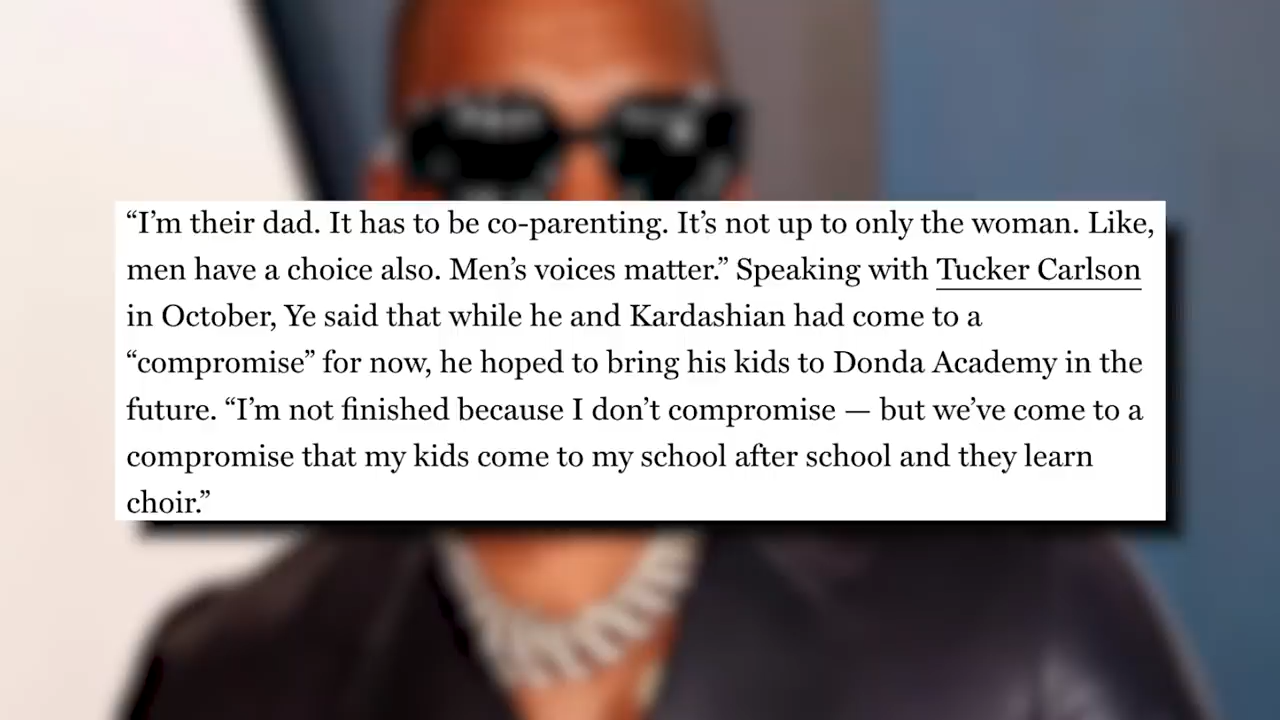 “I’m their dad. It has to be co-parenting. It’s not up to only the woman. Like,
men have a choice also. Men’s voices matter.” Speaking with Tucker Carlson
in October, Ye said that while he and Kardashian had come to a
“compromise” for now, he hoped to bring his kids to Donda Academy in the
future. “I’m not finished because I don’t compromise — but we’ve come to a
compromise that my kids come to my school after school and they learn
choir.”